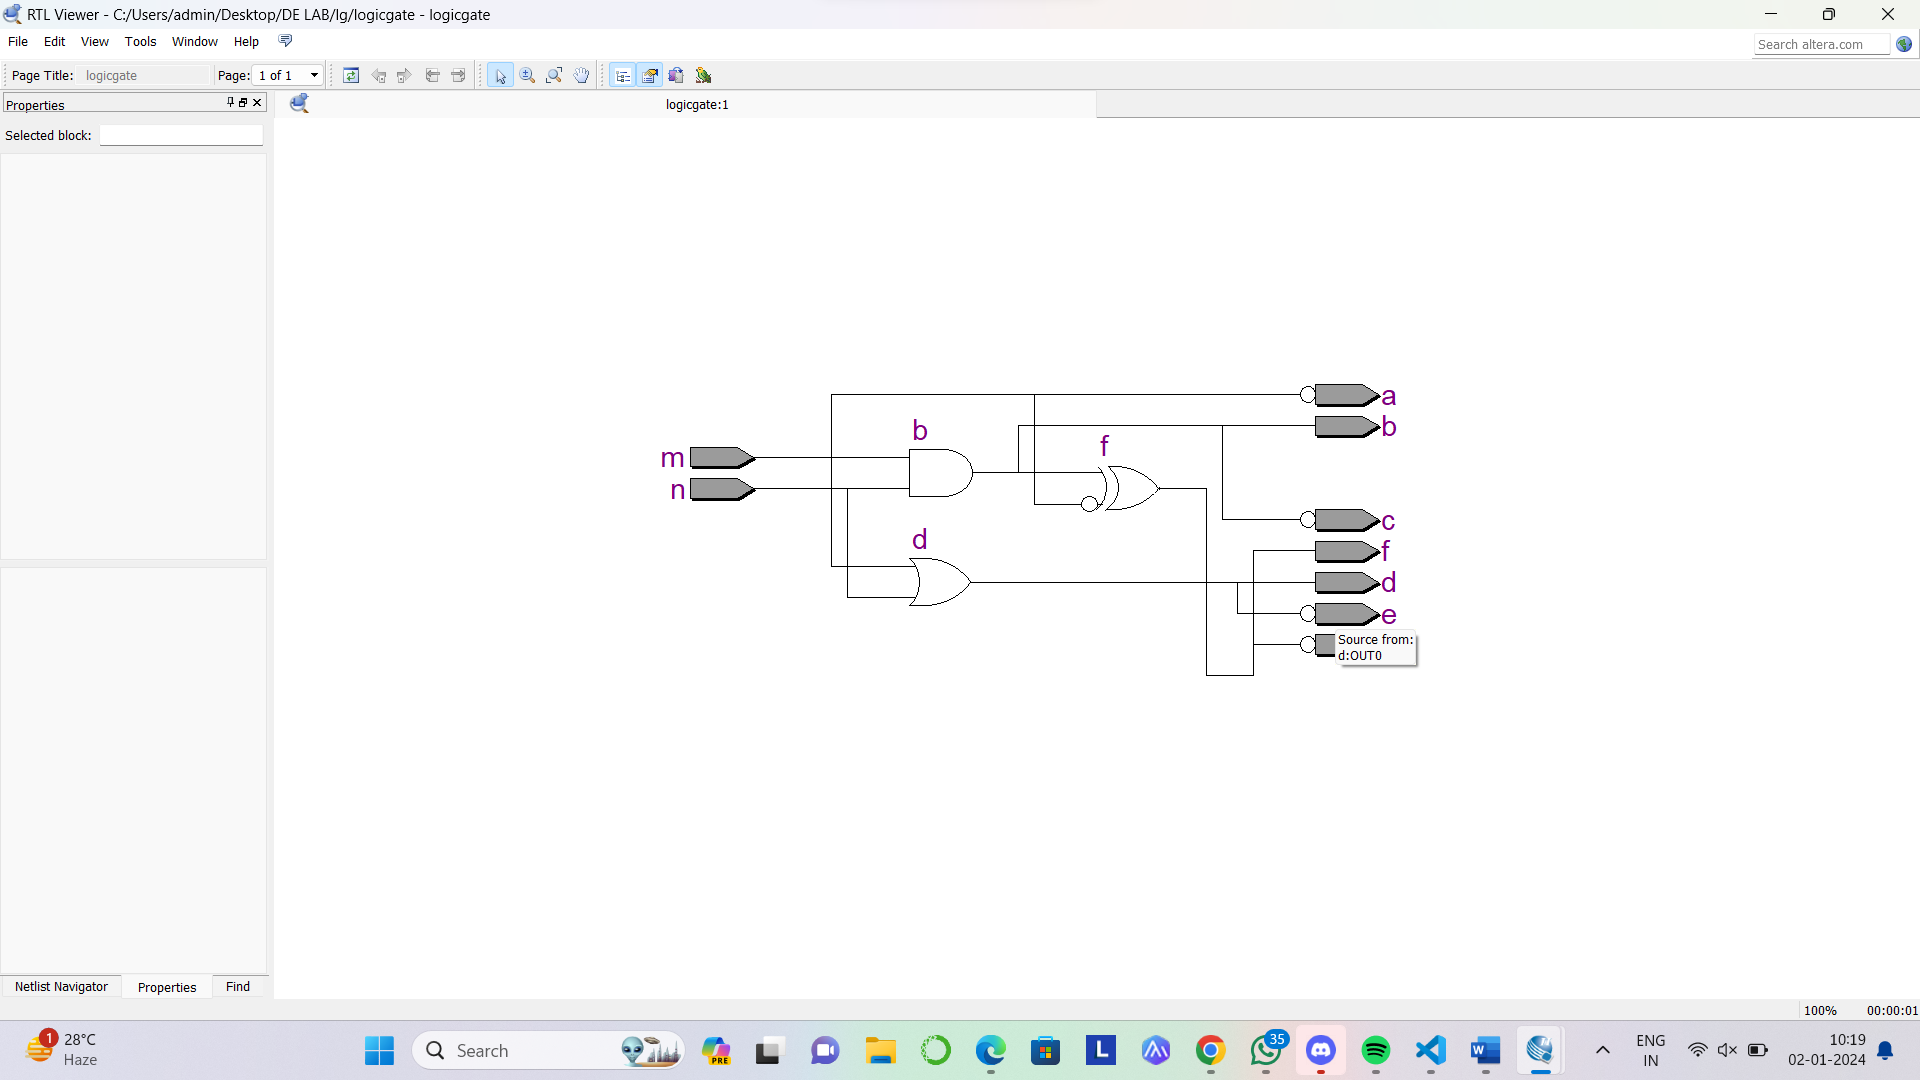 RTL Viewer - C:/Users/admin/Desktop/DE LAB/lg/logicgate - logicgate
File Edit View Tools Window Help
Search altera.com
Page Title: logicgate Page: 1 of 1
Properties
logicgate:1
Selected block:
a
b
b
f
m
n
c
d
f
d
e
Source from:
d:OUT0
Netlist Navigator Properties Find
100% 00:00:01
1
28°C
Haze
Search
PRE
L
35
ENG
IN
10:19
02-01-2024